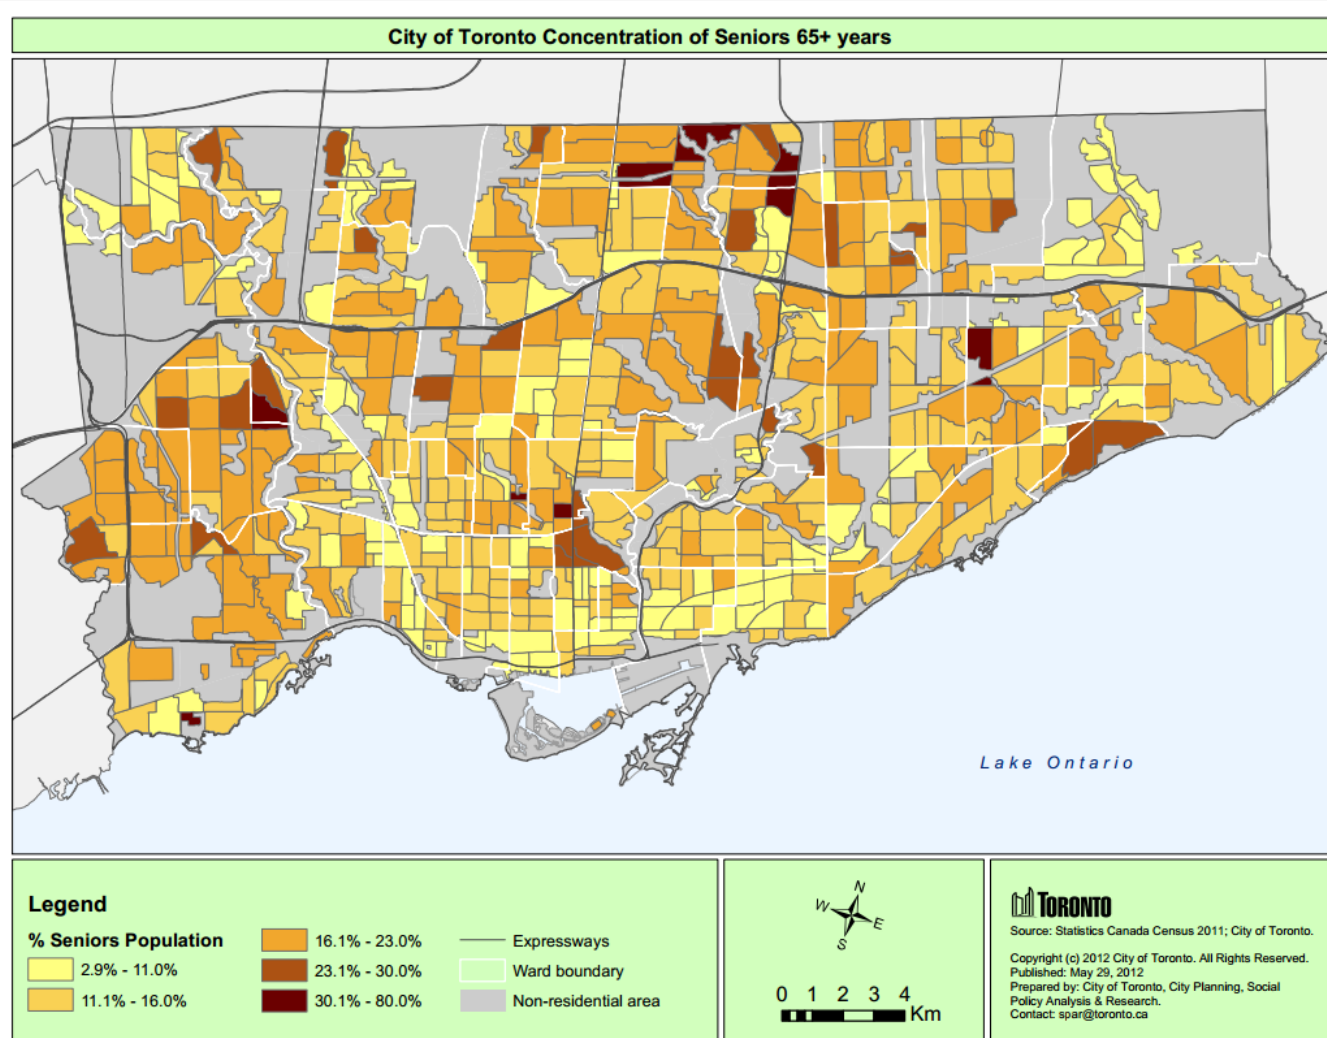 City of Toronto Concentration of Seniors 65+ years
Lake Ontario
Legend
% Seniors Population
2.9% - 11.0%
11.1% - 16.0%
16.1% - 23.0%
23.1% - 30.0%
30.1% - 80.0%
Expressways
Ward boundary
Non-residential area
N
W
E
S
0 1 2 3 4
Km
TORONTO
Source: Statistics Canada Census 2011; City of Toronto.
Copyright (c) 2012 City of Toronto. All Rights Reserved.
Published: May 29, 2012
Prepared by: City of Toronto, City Planning, Social
Policy Analysis & Research.
Contact: spar@toronto.ca